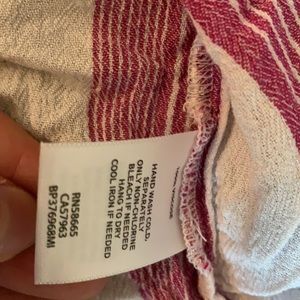 HAND WASH COLD,
SEPARATELY
ONLY NON-CHLORINE
BLEACH IF NEEDED
HANG TO DRY
COOL IRON IF NEEDED
RN58665
CA57963
BP376968MI